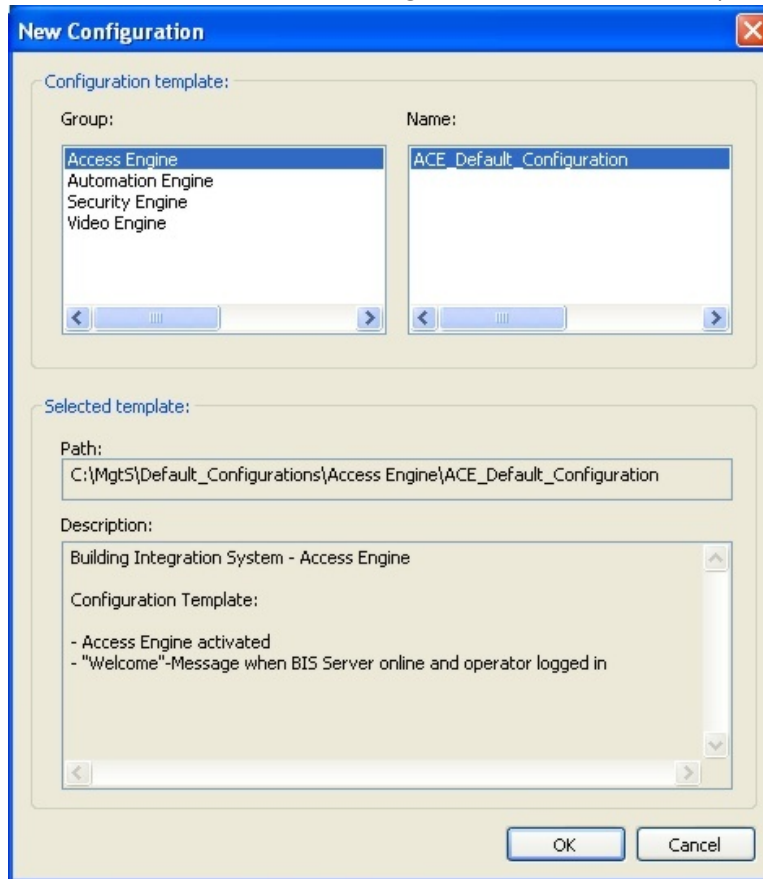 New Configuration
Configuration template:
Group:
Name:
Access Engine
Automation Engine
Security Engine
Video Engine
ACE_Default_Configuration
Selected template:
Path:
C:\MgtS\Default_Configurations\Access Engine\ACE_Default_Configuration
Description:
Building Integration System - Access Engine
Configuration Template:
- Access Engine activated
- "Welcome"-Message when BIS Server online and operator logged in
OK
Cancel